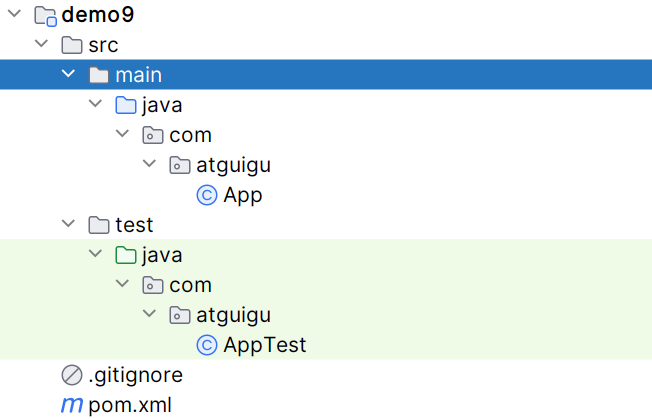 demo9
src
main
java
com
atguigu
App
test
java
com
atguigu
AppTest
.gitignore
pom.xml